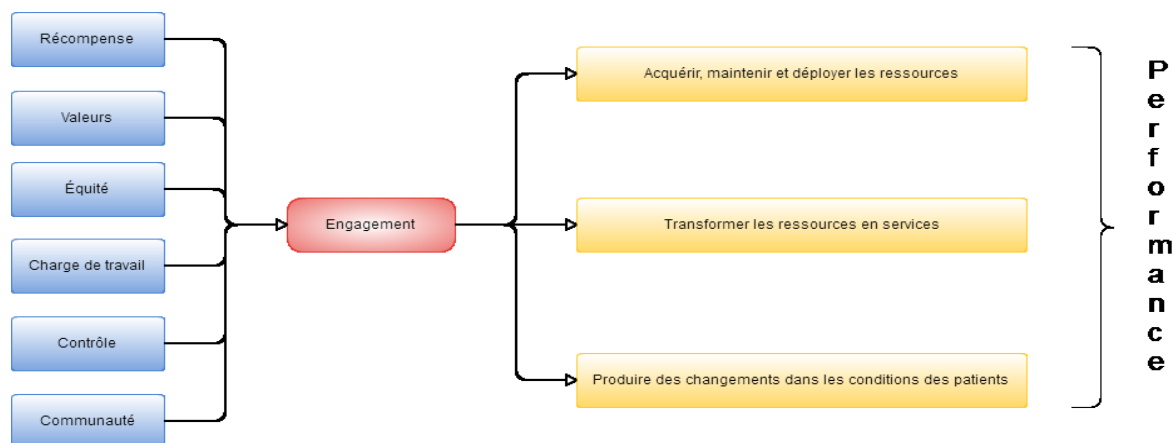 Récompense
Valeurs
Équité
Charge de travail
Contrôle
Communauté
Engagement
Acquérir, maintenir et déployer les ressources
Transformer les ressources en services
Produire des changements dans les conditions des patients
Performance